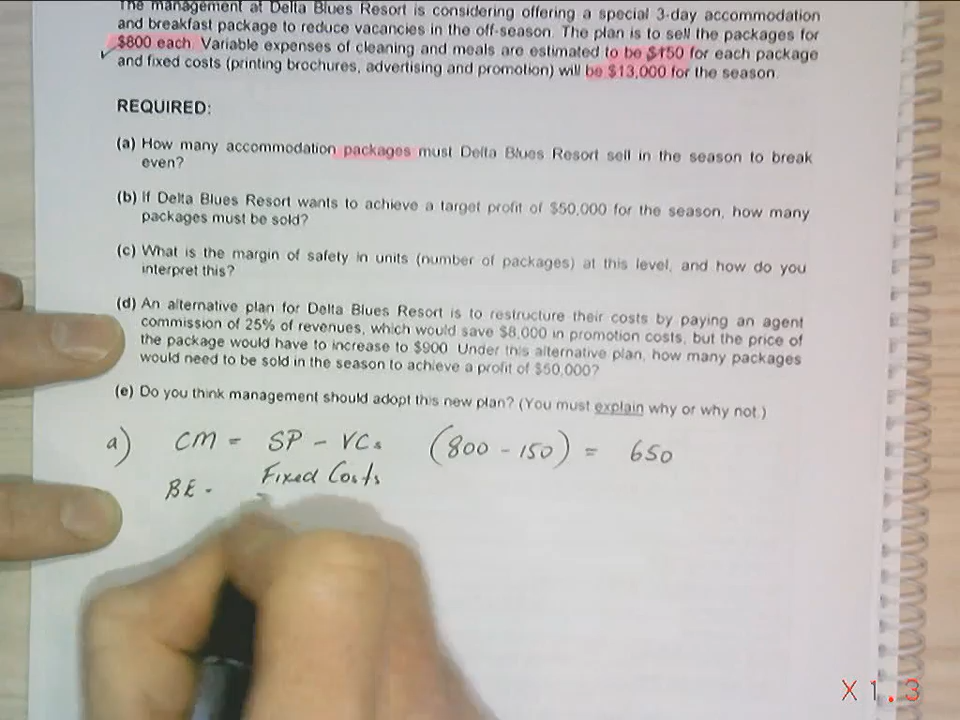 The management at Delta Blues Resort is considering offering a special 3-day accommodation
and breakfast package to reduce vacancies in the off-season. The plan is to sell the packages for
$800 each. Variable expenses of cleaning and meals are estimated to be $150 for each package
and fixed costs (printing brochures, advertising and promotion) will be $13,000 for the season.
REQUIRED:
(a) How many accommodation packages must Delta Blues Resort sell in the season to break
even?
(b) If Delta Blues Resort wants to achieve a target profit of $50,000 for the season, how many
packages must be sold?
(c) What is the margin of safety in units (number of packages) at this level, and how do you
interpret this?
(d) An alternative plan for Delta Blues Resort is to restructure their costs by paying an agent
commission of 25% of revenues, which would save $8,000 in promotion costs, but the price of
the package would have to increase to $900. Under this alternative plan, how many packages
would need to be sold in the season to achieve a profit of $50,000?
(e) Do you think management should adopt this new plan? (You must explain why or why not.)
a) CM = SP - VCs (800 - 150) = 650
BE - Fixed Costs
X1.3